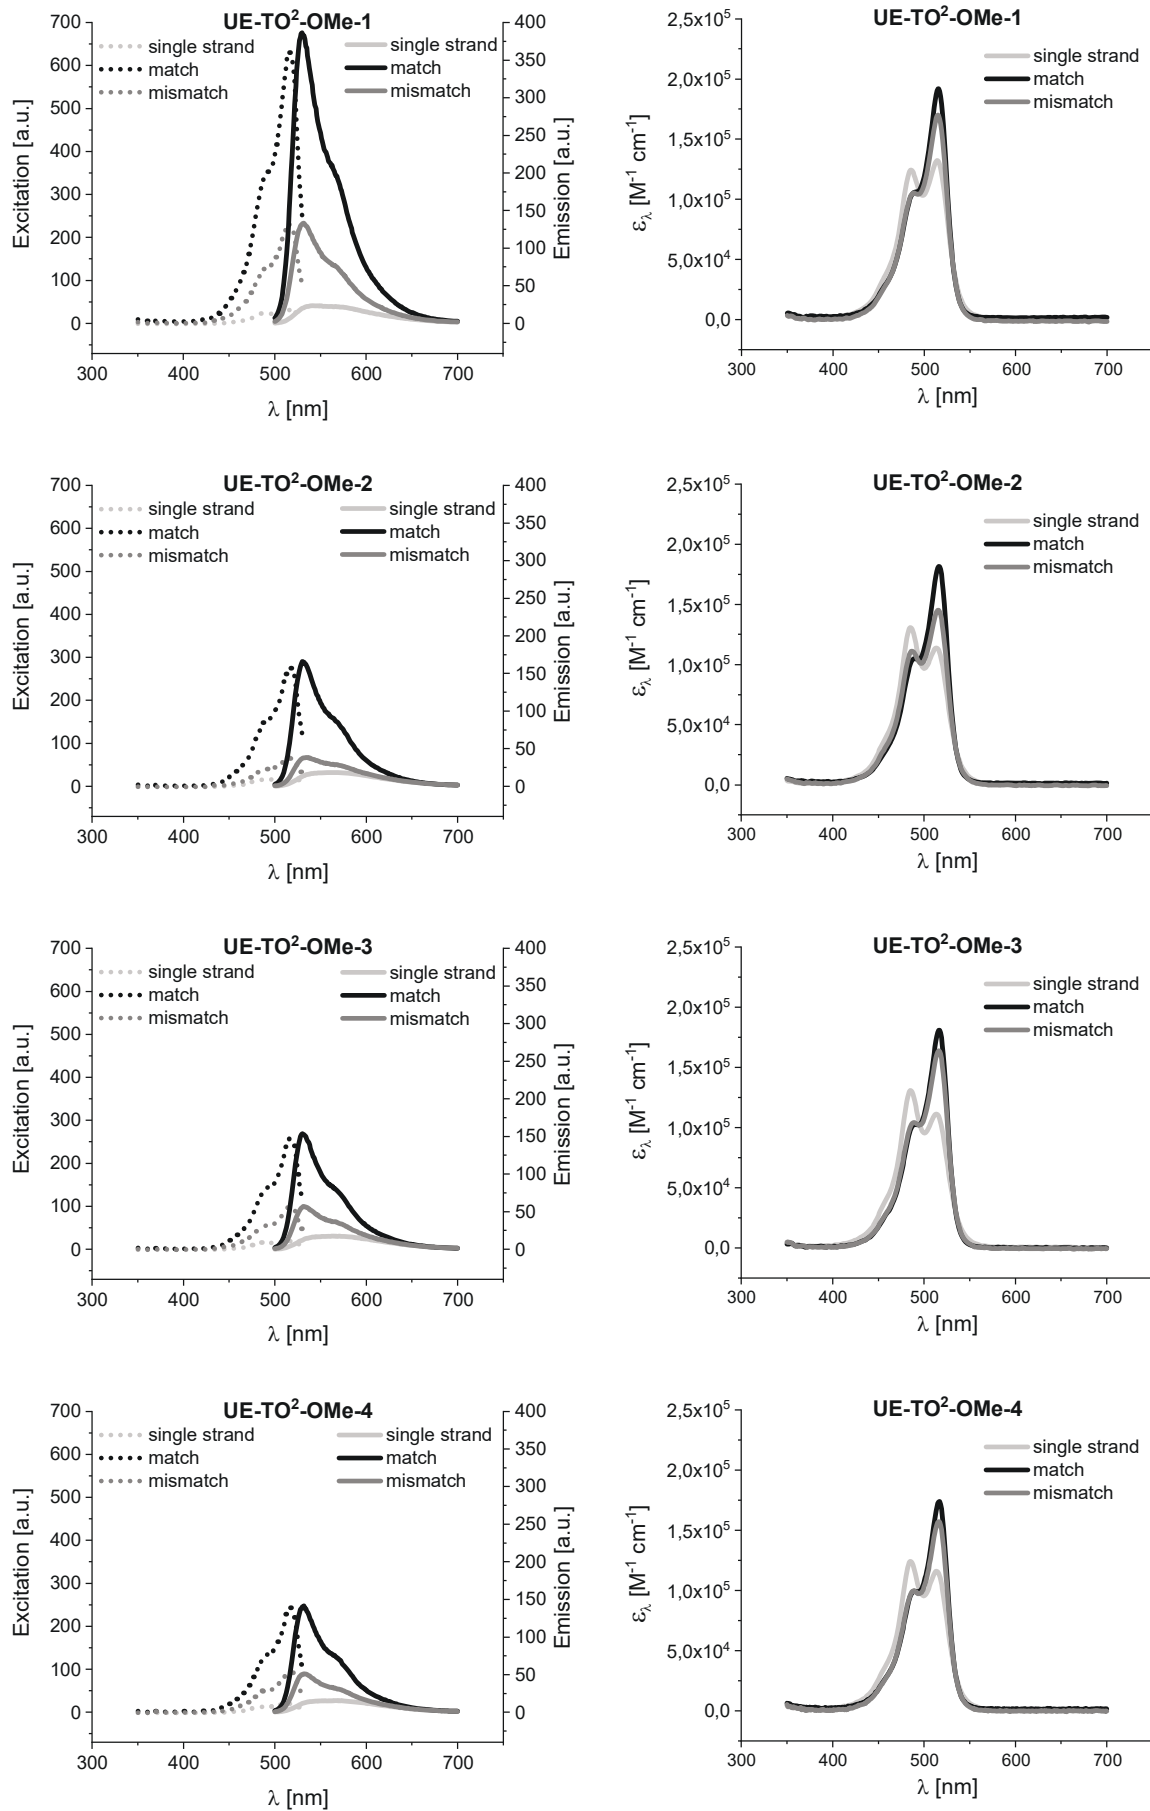 UE-TO²-OMe-1
700
600
500
400
300
200
100
0
Excitation [a.u.]
single strand
match
mismatch
single strand
match
mismatch
400
350
300
250
200
150
100
50
0
Emission [a.u.]
300 400 500 600 700
λ [nm]
UE-TO²-OMe-1
2,5x10⁵
2,0x10⁵
1,5x10⁵
1,0x10⁵
5,0x10⁴
0,0
ελ [M⁻¹ cm⁻¹]
single strand
match
mismatch
300 400 500 600 700
λ [nm]
UE-TO²-OMe-2
700
600
500
400
300
200
100
0
Excitation [a.u.]
single strand
match
mismatch
single strand
match
mismatch
400
350
300
250
200
150
100
50
0
Emission [a.u.]
300 400 500 600 700
λ [nm]
UE-TO²-OMe-2
2,5x10⁵
2,0x10⁵
1,5x10⁵
1,0x10⁵
5,0x10⁴
0,0
ελ [M⁻¹ cm⁻¹]
single strand
match
mismatch
300 400 500 600 700
λ [nm]
UE-TO²-OMe-3
700
600
500
400
300
200
100
0
Excitation [a.u.]
single strand
match
mismatch
single strand
match
mismatch
400
350
300
250
200
150
100
50
0
Emission [a.u.]
300 400 500 600 700
λ [nm]
UE-TO²-OMe-3
2,5x10⁵
2,0x10⁵
1,5x10⁵
1,0x10⁵
5,0x10⁴
0,0
ελ [M⁻¹ cm⁻¹]
single strand
match
mismatch
300 400 500 600 700
λ [nm]
UE-TO²-OMe-4
700
600
500
400
300
200
100
0
Excitation [a.u.]
single strand
match
mismatch
single strand
match
mismatch
400
350
300
250
200
150
100
50
0
Emission [a.u.]
300 400 500 600 700
λ [nm]
UE-TO²-OMe-4
2,5x10⁵
2,0x10⁵
1,5x10⁵
1,0x10⁵
5,0x10⁴
0,0
ελ [M⁻¹ cm⁻¹]
single strand
match
mismatch
300 400 500 600 700
λ [nm]